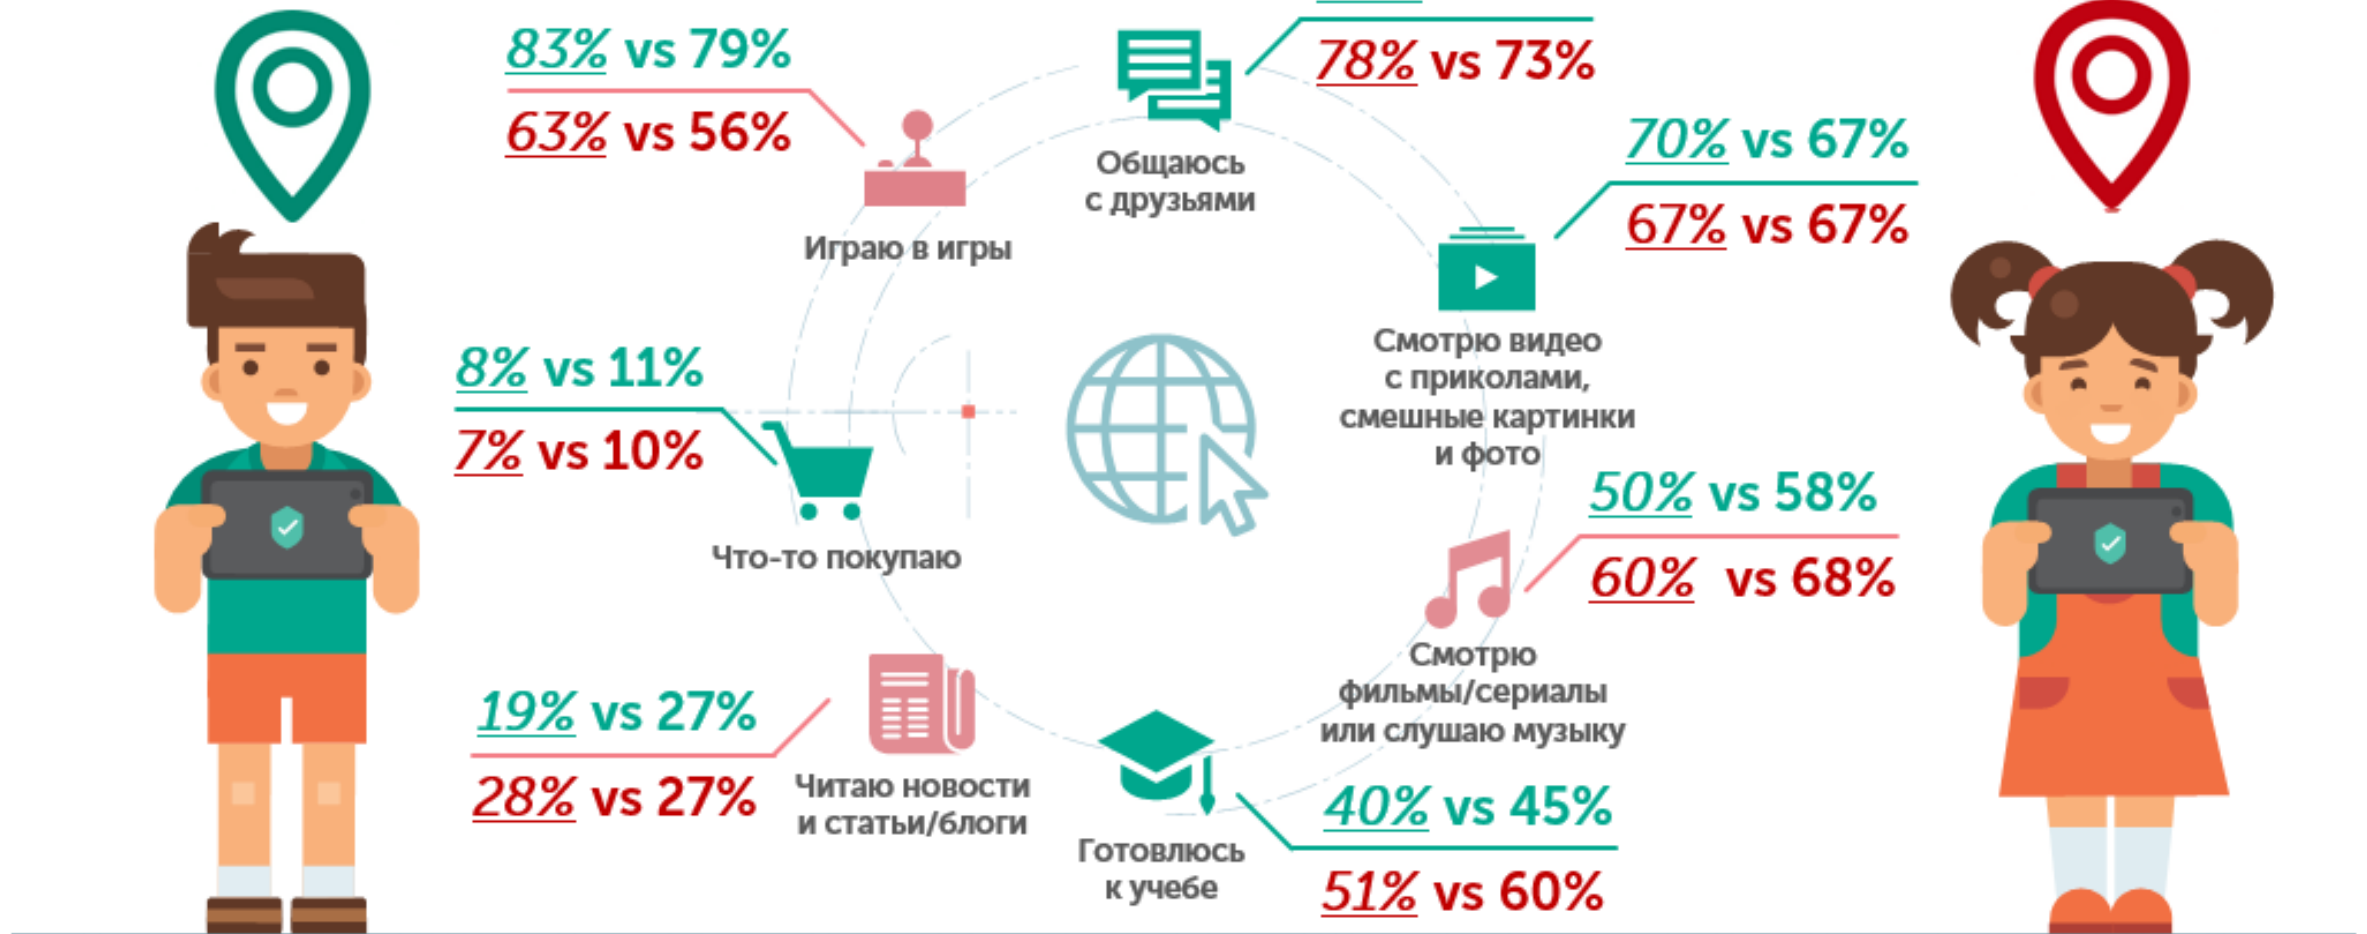 83% vs 79%
63% vs 56%
Играю в игры
78% vs 73%
Общаюсь
с друзьями
70% vs 67%
67% vs 67%
Смотрю видео
с приколами,
смешные картинки
и фото
8% vs 11%
7% vs 10%
Что-то покупаю
50% vs 58%
60% vs 68%
Смотрю
фильмы/сериалы
или слушаю музыку
19% vs 27%
28% vs 27%
Читаю новости
и статьи/блоги
40% vs 45%
51% vs 60%
Готовлюсь
к учебе